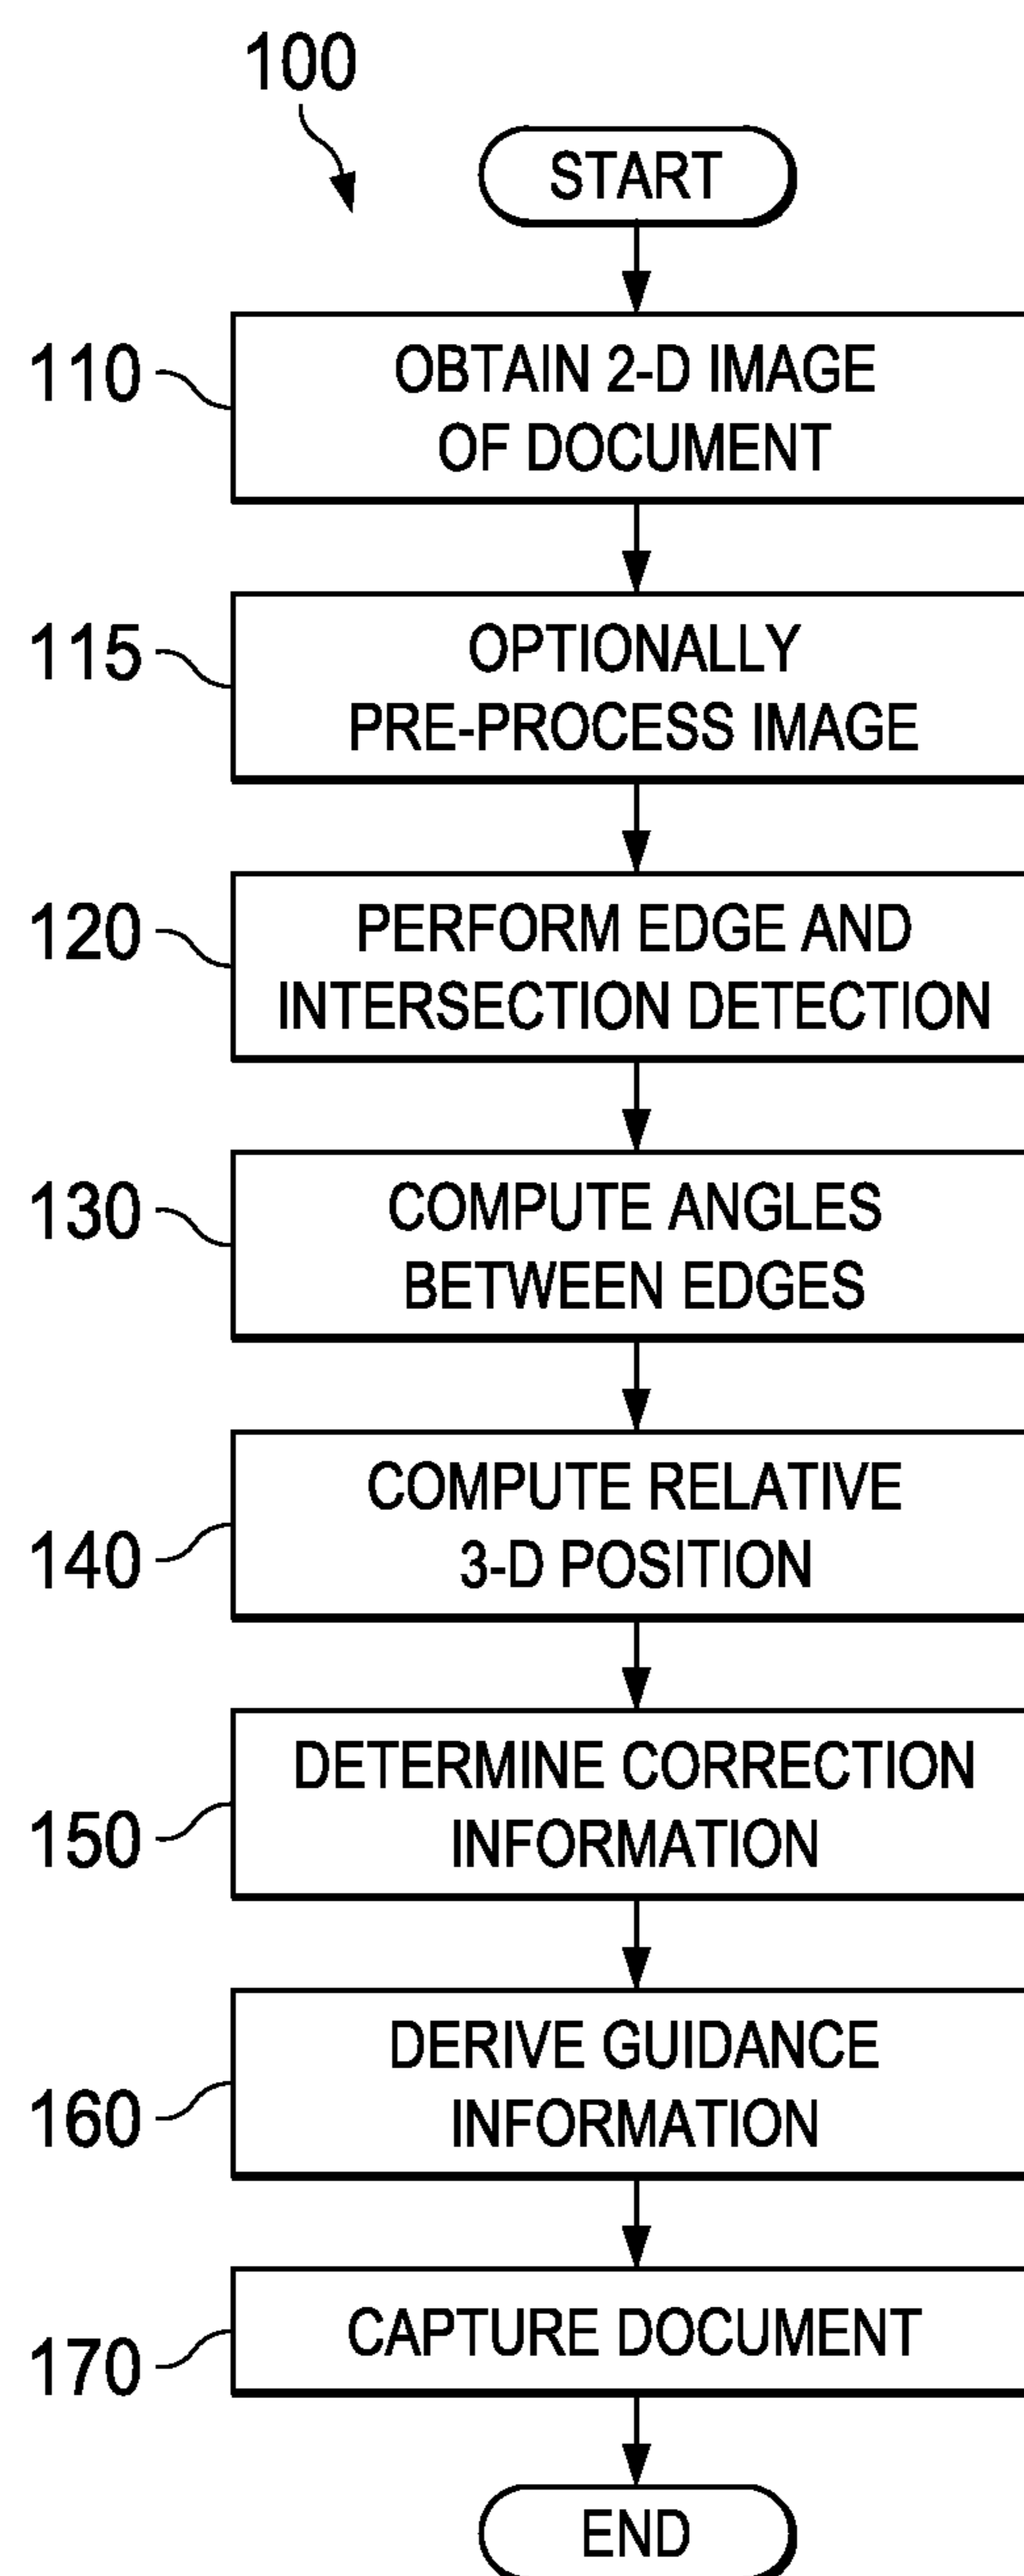 100
START
110
OBTAIN 2-D IMAGE
OF DOCUMENT
115
OPTIONALLY
PRE-PROCESS IMAGE
120
PERFORM EDGE AND
INTERSECTION DETECTION
130
COMPUTE ANGLES
BETWEEN EDGES
COMPUTE RELATIVE
3-D POSITION
140
DETERMINE CORRECTION
INFORMATION
150
DERIVE GUIDANCE
INFORMATION
160
CAPTURE DOCUMENT
170
END